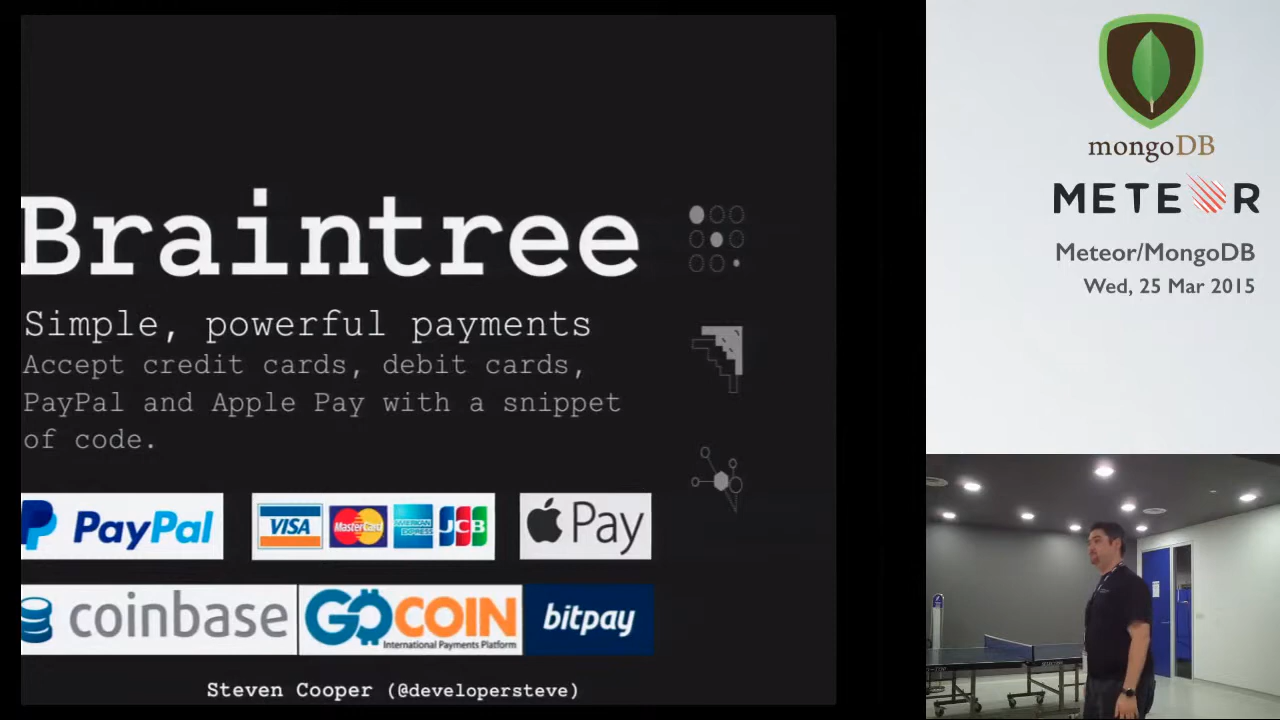 Braintree
Simple, powerful payments
Accept credit cards, debit cards,
PayPal and Apple Pay with a snippet
of code.
PayPal
VISA
MasterCard
AMERICAN EXPRESS
JCB
Pay
coinbase
GOCOIN
International Payments Platform
bitpay
Steven Cooper (@developersteve)
mongoDB
METEOR
Meteor/MongoDB
Wed, 25 Mar 2015